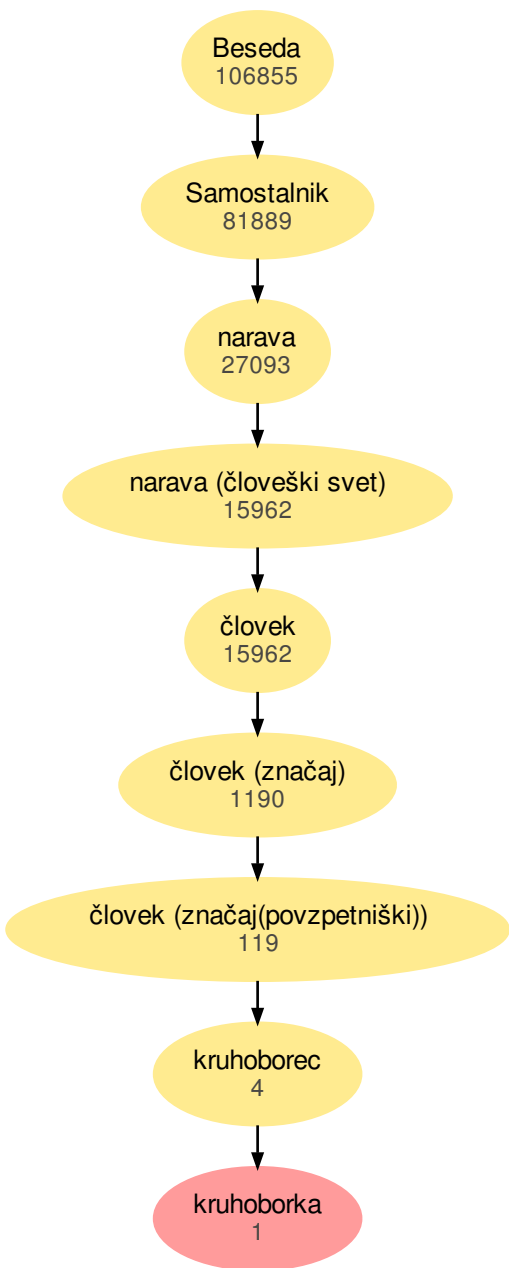 Beseda
106855
Samostalnik
81889
narava
27093
narava (človeški svet)
15962
človek
15962
človek (značaj)
1190
človek (značaj(povzpetniški))
119
kruhoborec
4
kruhoborka
1